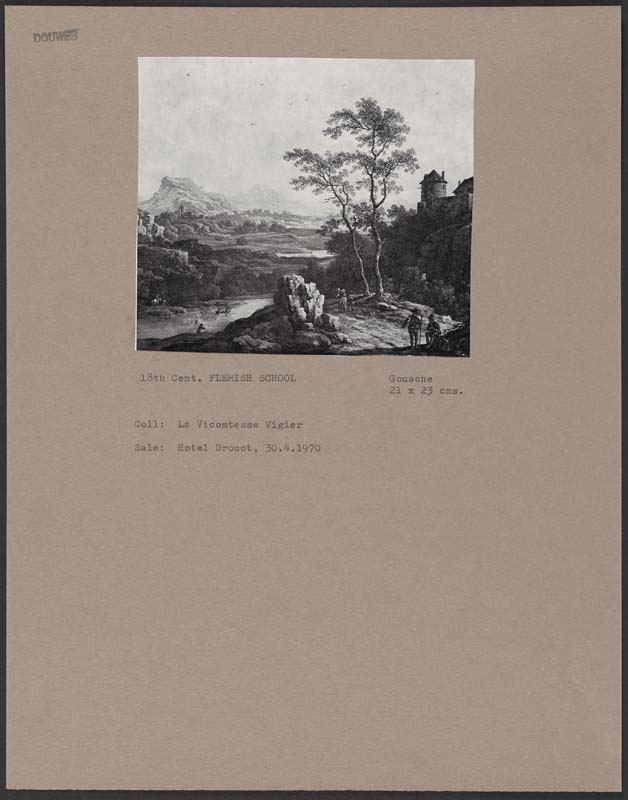 DOUWES
18th Cent. FLEMISH SCHOOL
Gouache
21 x 23 cms.
Coll: La Vicomtesse Vigier
Sale: Hotel Drouot, 30.4.1970